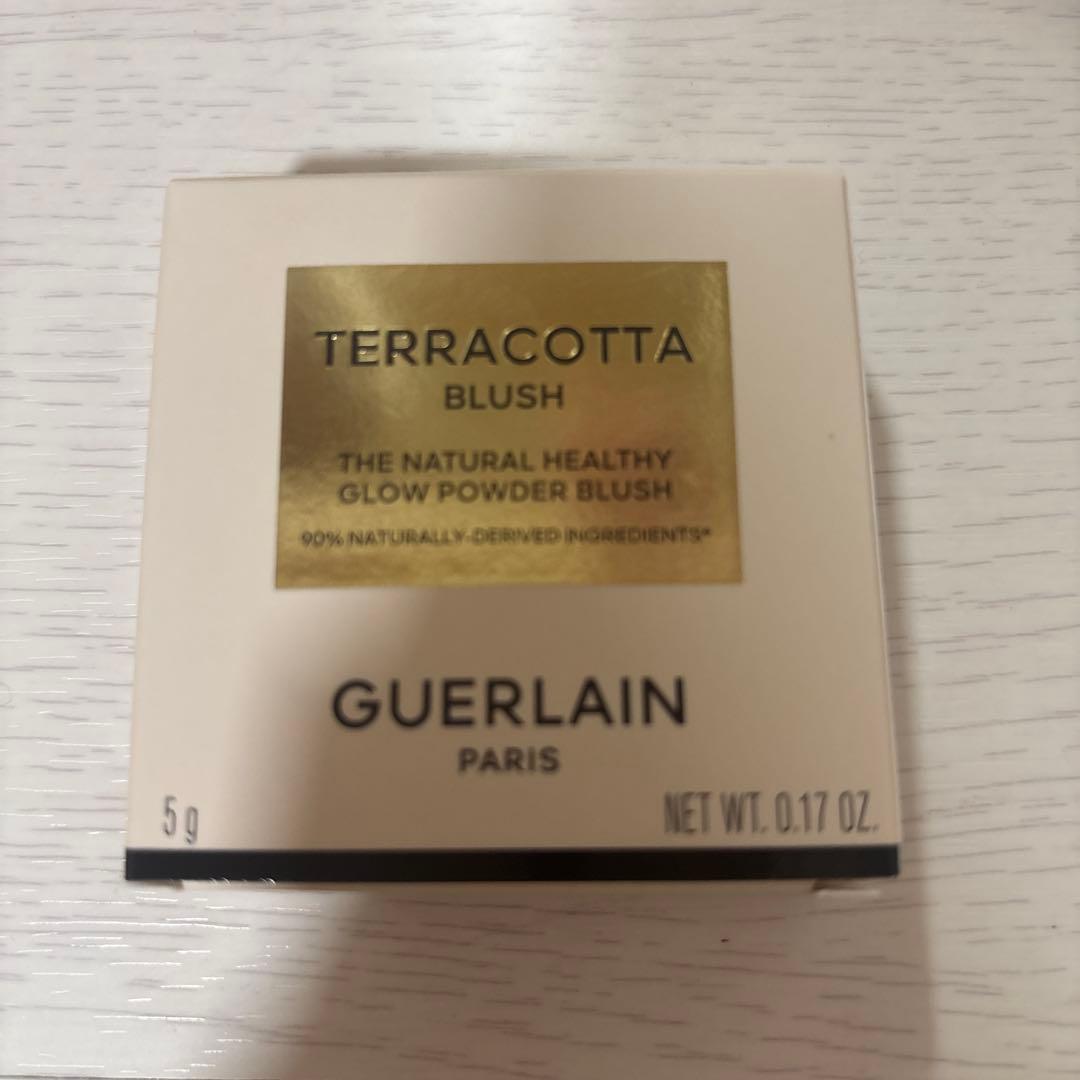 TERRACOTTA
BLUSH
THE NATURAL HEALTHY
GLOW POWDER BLUSH
90% NATURALLY-DERIVED INGREDIENTS*
GUERLAIN
PARIS
5 g
NET WT. 0.17 OZ.